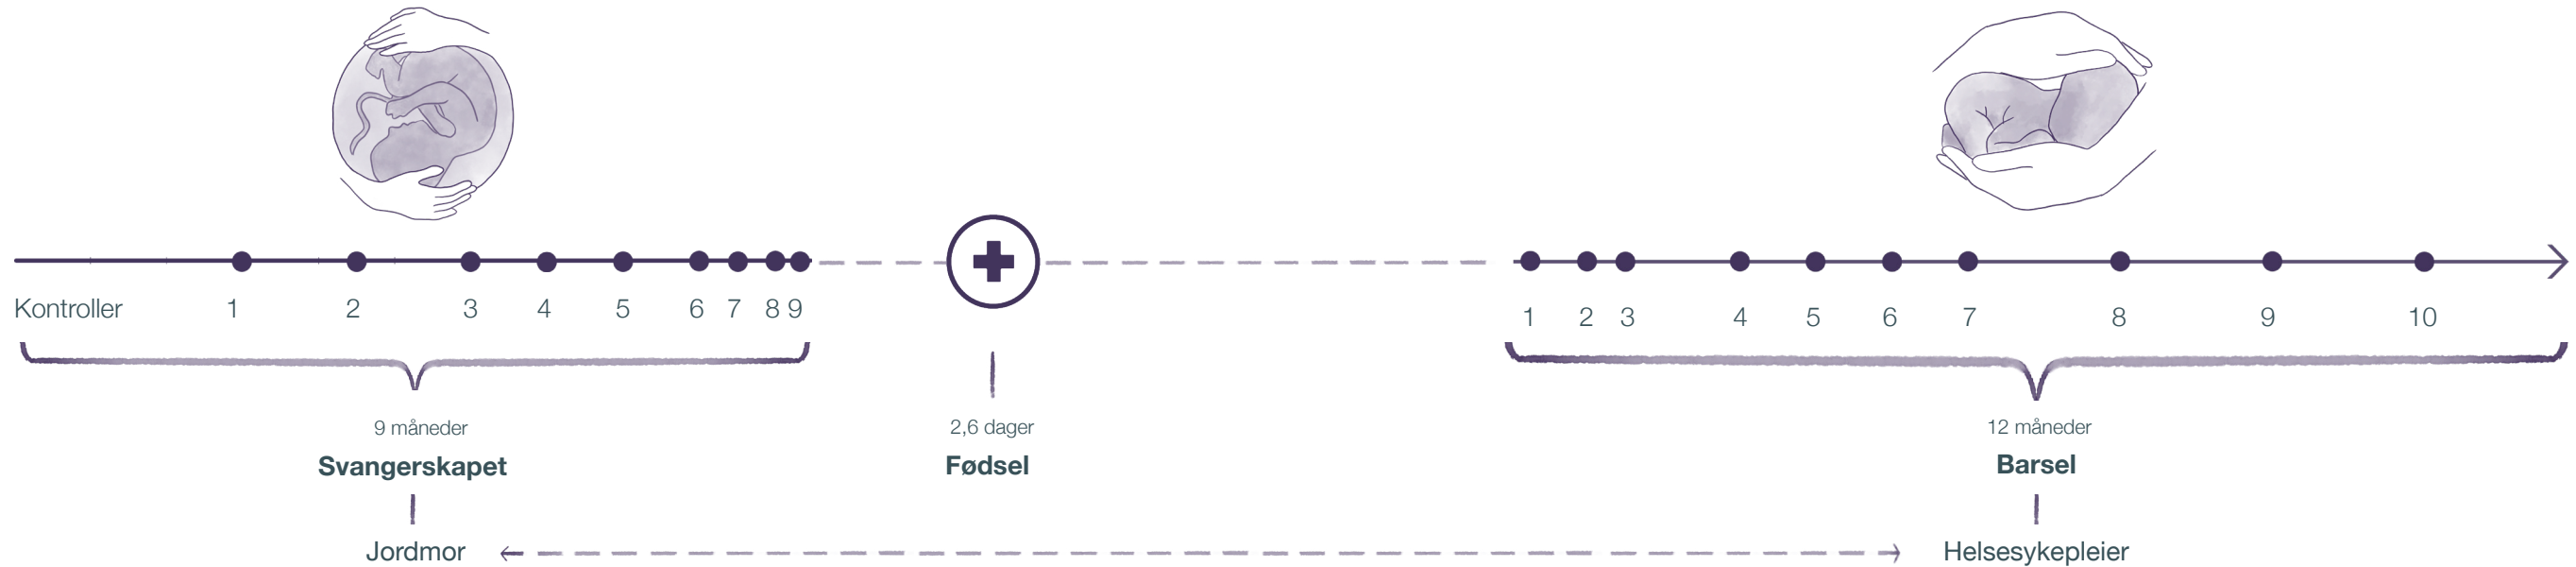 Kontroller 1 2 3 4 5 6 7 8 9
1 2 3 4 5 6 7 8 9 10
9 måneder
Svangerskapet
Jordmor
2,6 dager
Fødsel
12 måneder
Barsel
Helsesykepleier